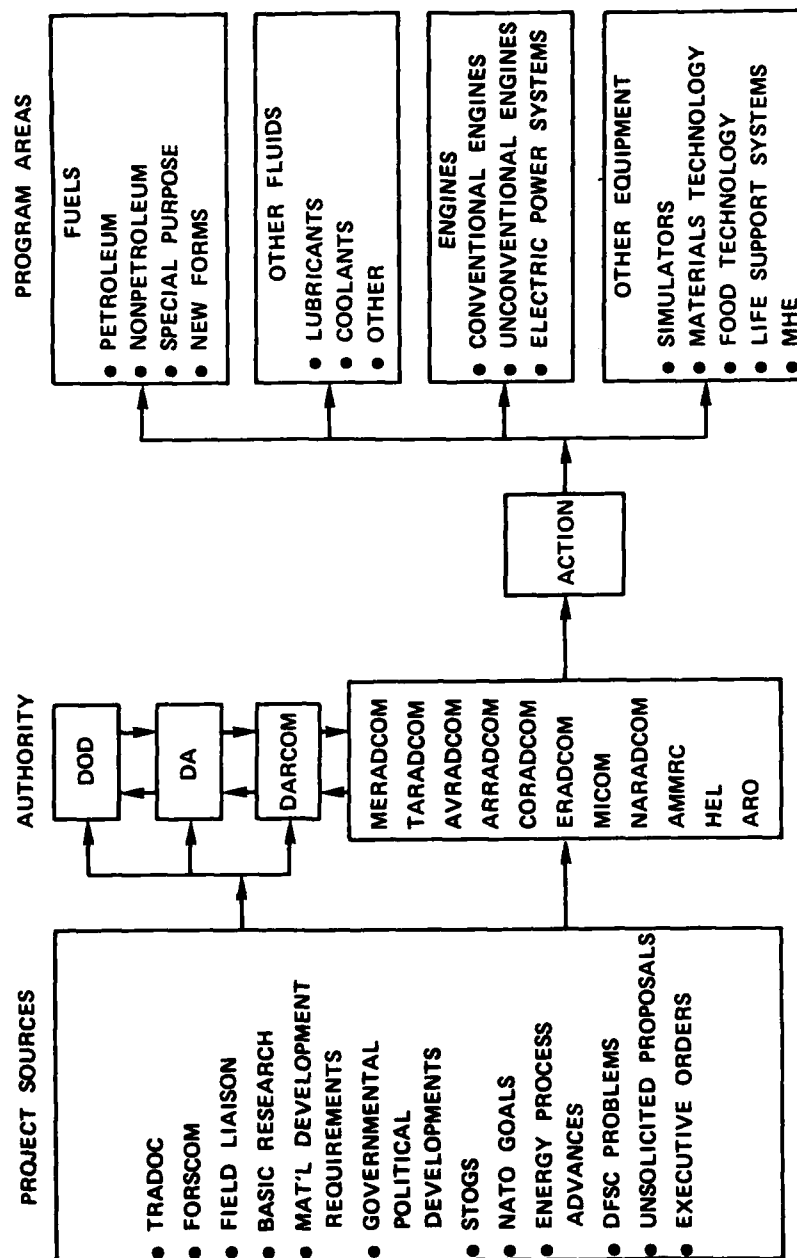 PROJECT SOURCES
● TRADOC
● FORSCOM
● FIELD LIAISON
● BASIC RESEARCH
● MAT'L DEVELOPMENT
REQUIREMENTS
● GOVERNMENTAL
POLITICAL
DEVELOPMENTS
● STOGS
● NATO GOALS
● ENERGY PROCESS
ADVANCES
● DFSC PROBLEMS
● UNSOLICITED PROPOSALS
● EXECUTIVE ORDERS
AUTHORITY
DOD
DA
DARCOM
MERADCOM
TARADCOM
AVRADCOM
ARRADCOM
CORADCOM
ERADCOM
MICOM
NARADCOM
AMMRC
HEL
ARO
ACTION
PROGRAM AREAS
FUELS
● PETROLEUM
● NONPETROLEUM
● SPECIAL PURPOSE
● NEW FORMS
OTHER FLUIDS
● LUBRICANTS
● COOLANTS
● OTHER
ENGINES
● CONVENTIONAL ENGINES
● UNCONVENTIONAL ENGINES
● ELECTRIC POWER SYSTEMS
OTHER EQUIPMENT
● SIMULATORS
● MATERIALS TECHNOLOGY
● FOOD TECHNOLOGY
● LIFE SUPPORT SYSTEMS
● MHE